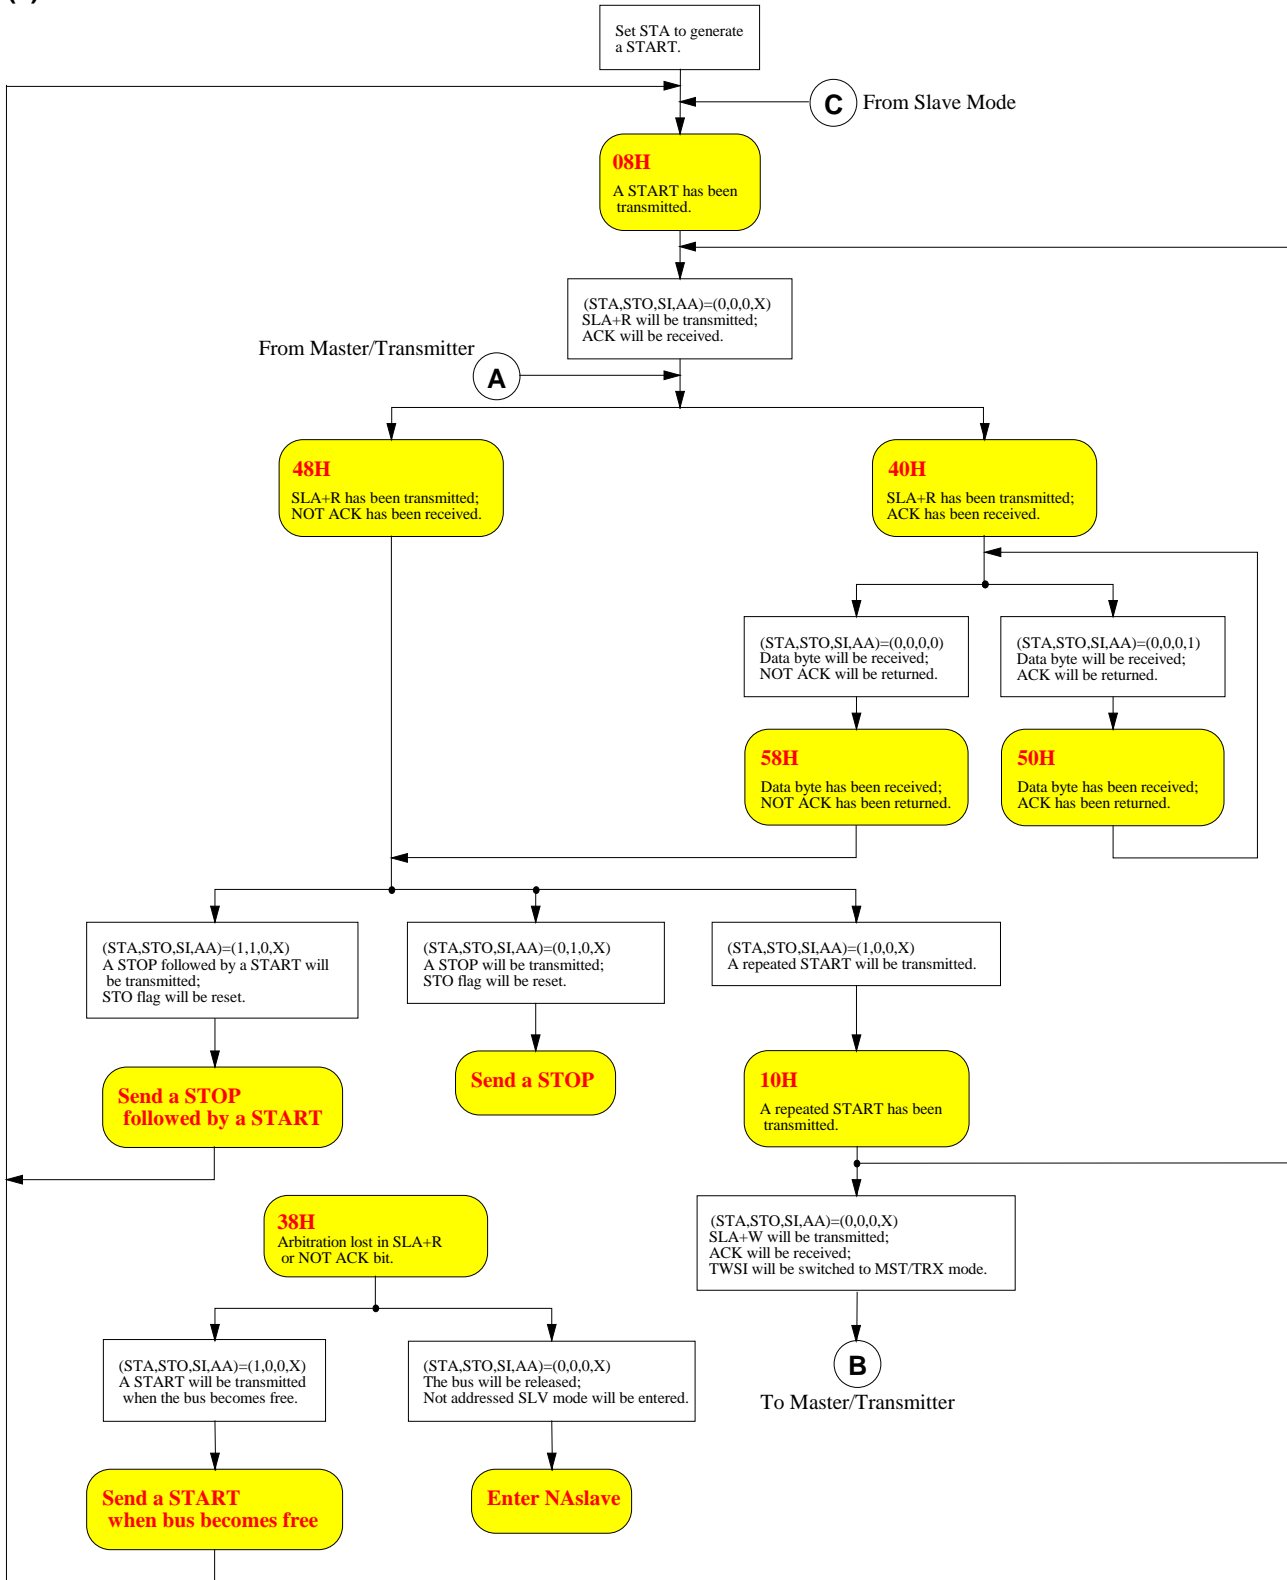 Set STA to generate
a START.
C
From Slave Mode
08H
A START has been
transmitted.
(STA,STO,SI,AA)=(0,0,0,X)
SLA+R will be transmitted;
ACK will be received.
From Master/Transmitter
A
48H
SLA+R has been transmitted;
NOT ACK has been received.
40H
SLA+R has been transmitted;
ACK has been received.
(STA,STO,SI,AA)=(0,0,0,0)
Data byte will be received;
NOT ACK will be returned.
(STA,STO,SI,AA)=(0,0,0,1)
Data byte will be received;
ACK will be returned.
58H
Data byte has been received;
NOT ACK has been returned.
50H
Data byte has been received;
ACK has been returned.
(STA,STO,SI,AA)=(1,1,0,X)
A STOP followed by a START will
be transmitted;
STO flag will be reset.
(STA,STO,SI,AA)=(0,1,0,X)
A STOP will be transmitted;
STO flag will be reset.
(STA,STO,SI,AA)=(1,0,0,X)
A repeated START will be transmitted.
Send a STOP
followed by a START
Send a STOP
10H
A repeated START has been
transmitted.
38H
Arbitration lost in SLA+R
or NOT ACK bit.
(STA,STO,SI,AA)=(0,0,0,X)
SLA+W will be transmitted;
ACK will be received;
TWSI will be switched to MST/TRX mode.
(STA,STO,SI,AA)=(1,0,0,X)
A START will be transmitted
when the bus becomes free.
(STA,STO,SI,AA)=(0,0,0,X)
The bus will be released;
Not addressed SLV mode will be entered.
B
To Master/Transmitter
Send a START
when bus becomes free
Enter NAslave